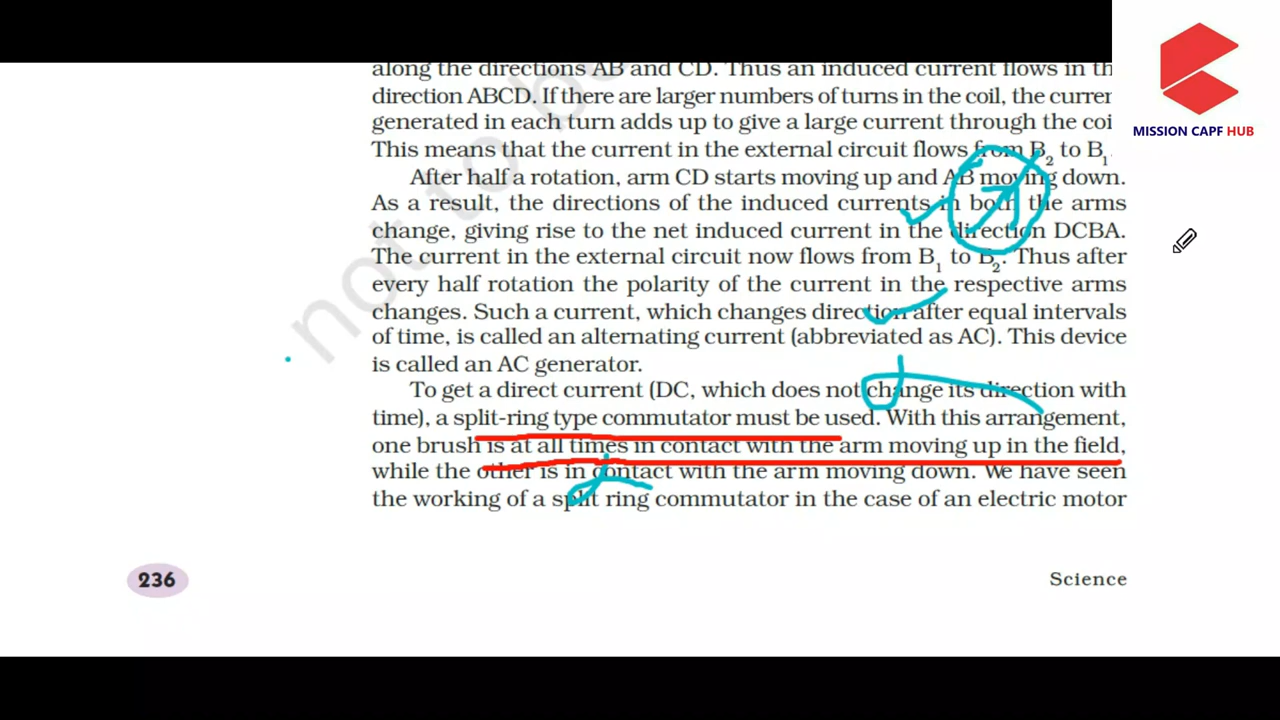 along the directions AB and CD. Thus an induced current flows in th
direction ABCD. If there are larger numbers of turns in the coil, the curren
generated in each turn adds up to give a large current through the coi
This means that the current in the external circuit flows from B2 to B1
After half a rotation, arm CD starts moving up and AB moving down.
As a result, the directions of the induced currents in both the arms
change, giving rise to the net induced current in the direction DCBA.
The current in the external circuit now flows from B1 to B2. Thus after
every half rotation the polarity of the current in the respective arms
changes. Such a current, which changes direction after equal intervals
of time, is called an alternating current (abbreviated as AC). This device
is called an AC generator.
To get a direct current (DC, which does not change its direction with
time), a split-ring type commutator must be used. With this arrangement,
one brush is at all times in contact with the arm moving up in the field,
while the other is in contact with the arm moving down. We have seen
the working of a split ring commutator in the case of an electric motor
236
Science
MISSION CAPF HUB
not to be